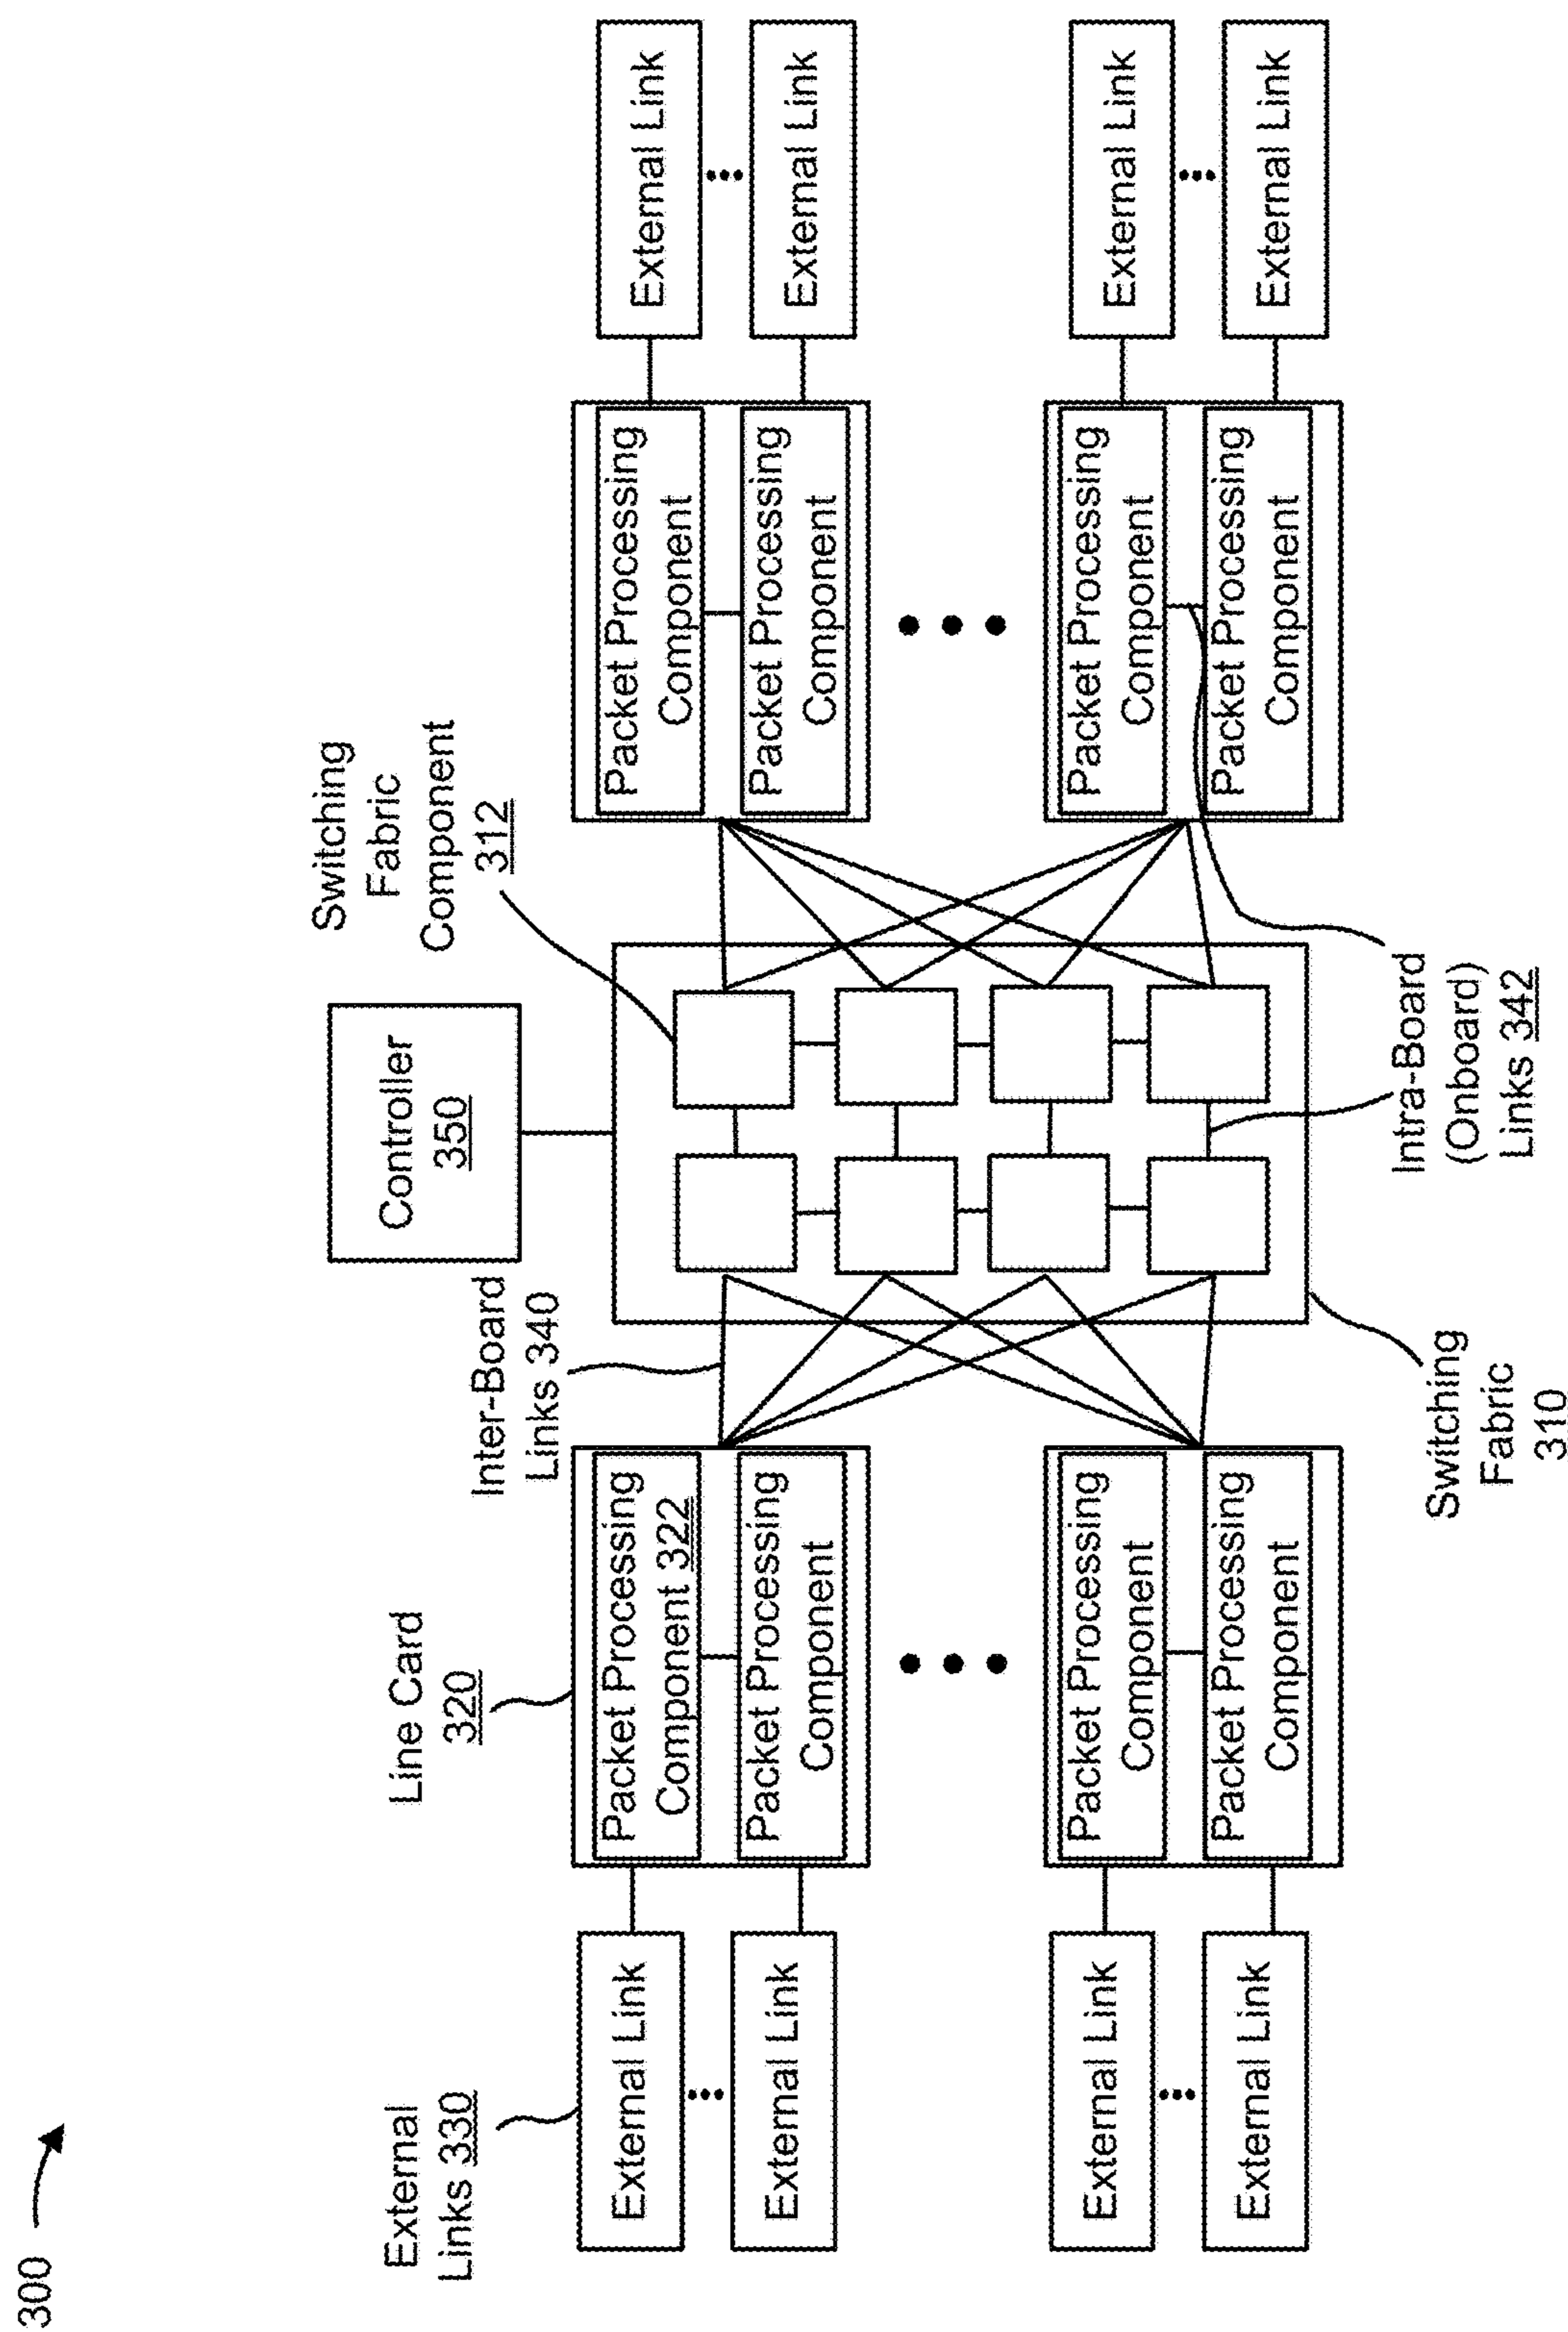 300
External
Links 330
Line Card
320
Inter-Board
Links 340
Controller
350
Switching
Fabric
Component
312
External Link
External Link
External Link
External Link
Packet Processing
Component 322
Packet Processing
Component
Packet Processing
Component
Packet Processing
Component
Packet Processing
Component
Packet Processing
Component
Packet Processing
Component
Packet Processing
Component
External Link
External Link
External Link
External Link
Switching
Fabric
310
Intra-Board
(Onboard)
Links 342